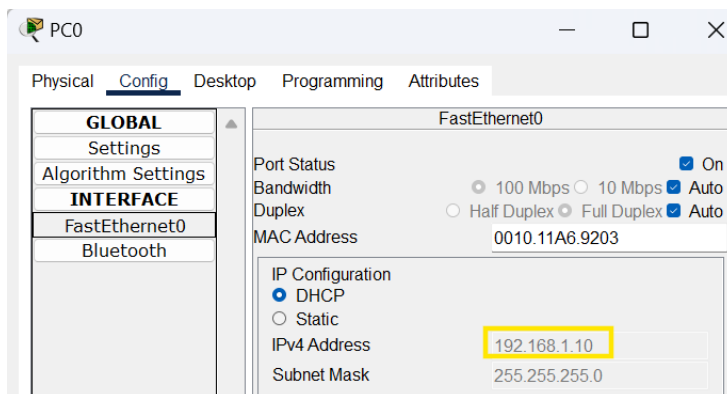 PC0
Physical Config Desktop Programming Attributes
GLOBAL
Settings
Algorithm Settings
INTERFACE
FastEthernet0
Bluetooth
FastEthernet0
Port Status On
Bandwidth 100 Mbps 10 Mbps Auto
Duplex Half Duplex Full Duplex Auto
MAC Address 0010.11A6.9203
IP Configuration
DHCP
Static
IPv4 Address 192.168.1.10
Subnet Mask 255.255.255.0